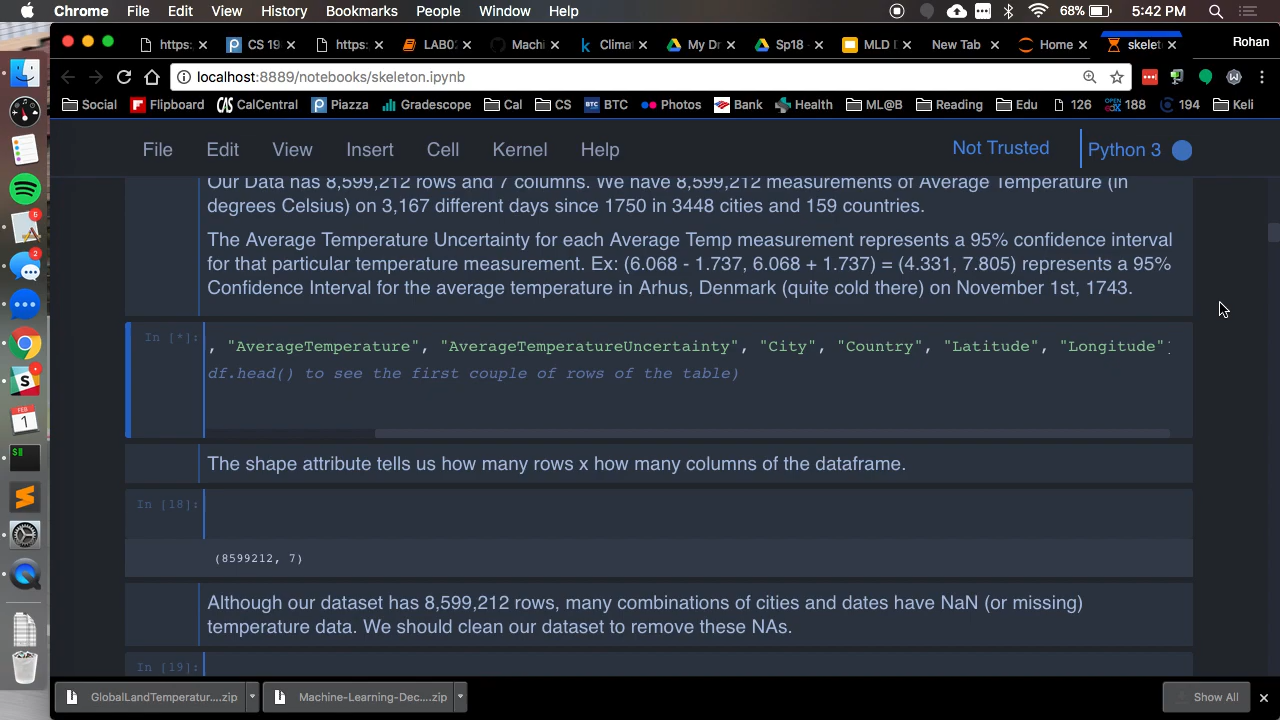 Chrome File Edit View History Bookmarks People Window Help 68% 5:42 PM
https: CS 19 https: LAB02 Machi Climat My Dr Sp18 - MLD D New Tab Home skelet Rohan
localhost:8889/notebooks/skeleton.ipynb
Social Flipboard CalCentral Piazza Gradescope Cal CS BTC Photos Bank Health ML@B Reading Edu 126 188 194 Keli
File Edit View Insert Cell Kernel Help Not Trusted Python 3
Our Data has 8,599,212 rows and 7 columns. We have 8,599,212 measurements of Average Temperature (in
degrees Celsius) on 3,167 different days since 1750 in 3448 cities and 159 countries.
The Average Temperature Uncertainty for each Average Temp measurement represents a 95% confidence interval
for that particular temperature measurement. Ex: (6.068 - 1.737, 6.068 + 1.737) = (4.331, 7.805) represents a 95%
Confidence Interval for the average temperature in Arhus, Denmark (quite cold there) on November 1st, 1743.
In [*]:
, "AverageTemperature", "AverageTemperatureUncertainty", "City", "Country", "Latitude", "Longitude"
df.head() to see the first couple of rows of the table)
The shape attribute tells us how many rows x how many columns of the dataframe.
In [18]:
(8599212, 7)
Although our dataset has 8,599,212 rows, many combinations of cities and dates have NaN (or missing)
temperature data. We should clean our dataset to remove these NAs.
In [19]:
GlobalLandTemperatur....zip Machine-Learning-Dec....zip Show All